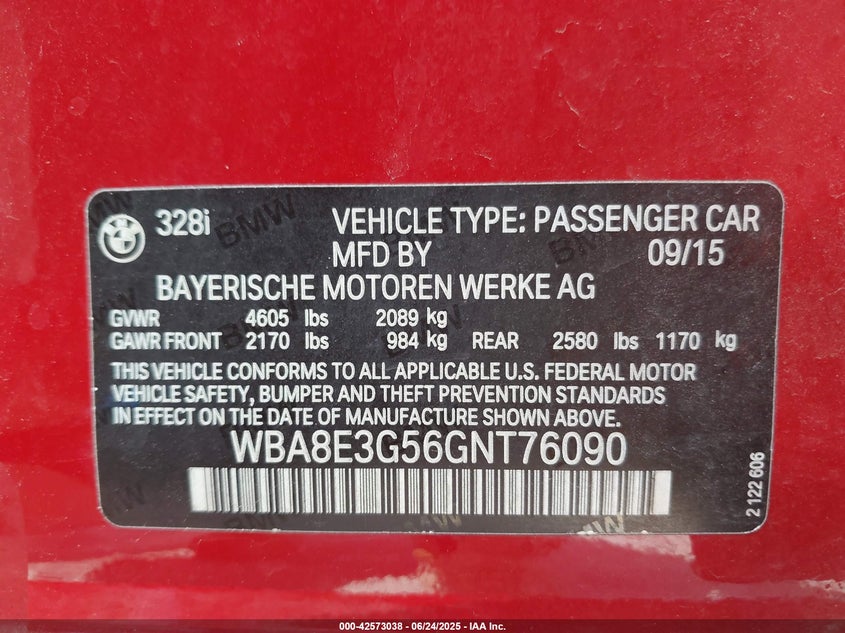 328i VEHICLE TYPE: PASSENGER CAR
MFD BY 09/15
BAYERISCHE MOTOREN WERKE AG
GVWR 4605 lbs 2089 kg
GAWR FRONT 2170 lbs 984 kg REAR 2580 lbs 1170 kg
THIS VEHICLE CONFORMS TO ALL APPLICABLE U.S. FEDERAL MOTOR
VEHICLE SAFETY, BUMPER AND THEFT PREVENTION STANDARDS
IN EFFECT ON THE DATE OF MANUFACTURE SHOWN ABOVE.
WBA8E3G56GNT76090
2 122 606
000-42573038 - 06/24/2025 - IAA Inc.